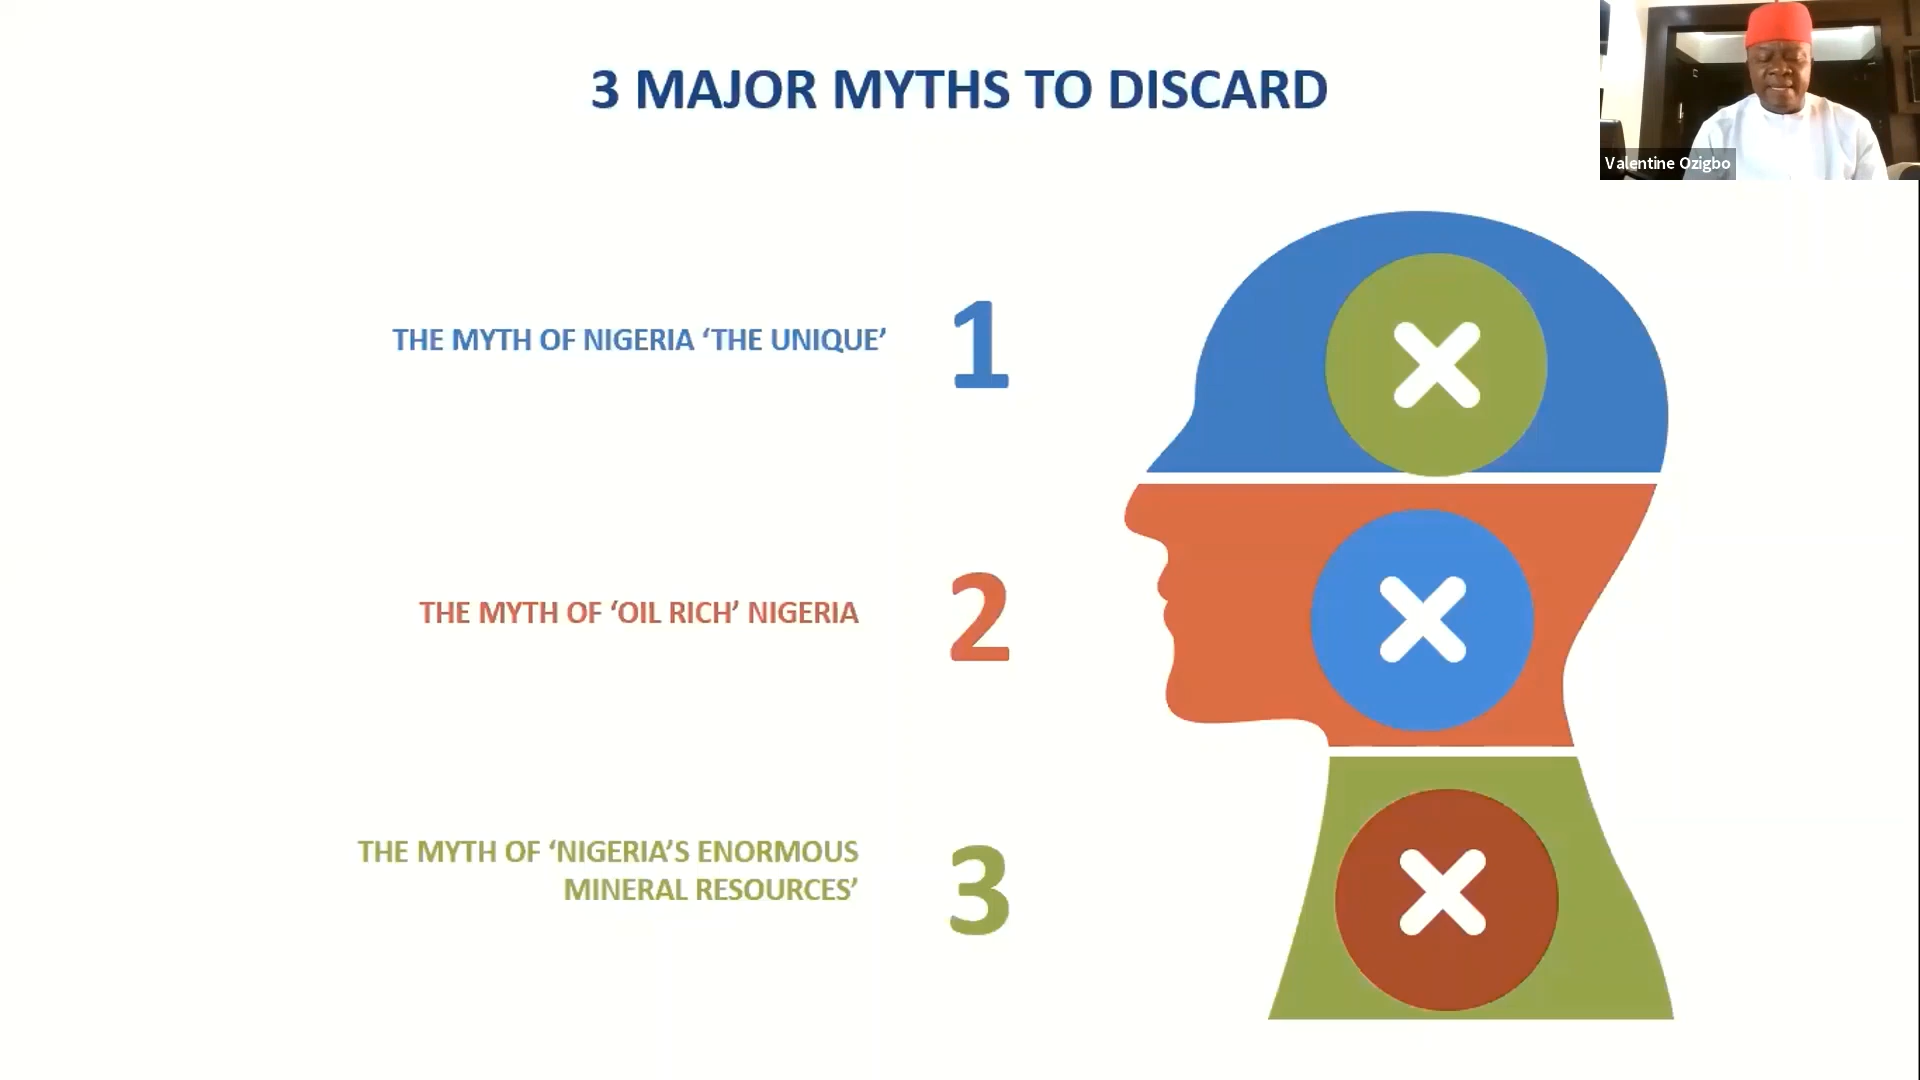 3 MAJOR MYTHS TO DISCARD
Valentine Ozigbo
THE MYTH OF NIGERIA ‘THE UNIQUE’
1
THE MYTH OF ‘OIL RICH’ NIGERIA
2
THE MYTH OF ‘NIGERIA’S ENORMOUS
MINERAL RESOURCES’
3